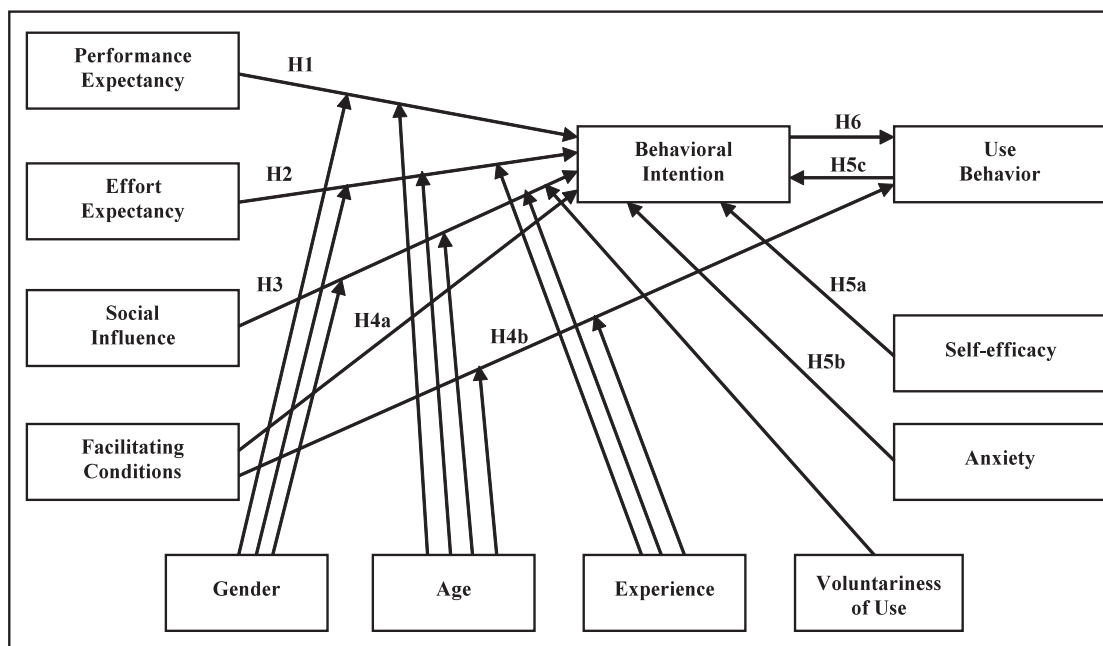 Performance
Expectancy
H1
Effort
Expectancy
H2
Social
Influence
H3
Facilitating
Conditions
H4a
H4b
Behavioral
Intention
H6
H5c
Use
Behavior
H5a
Self-efficacy
H5b
Anxiety
Gender
Age
Experience
Voluntariness
of Use